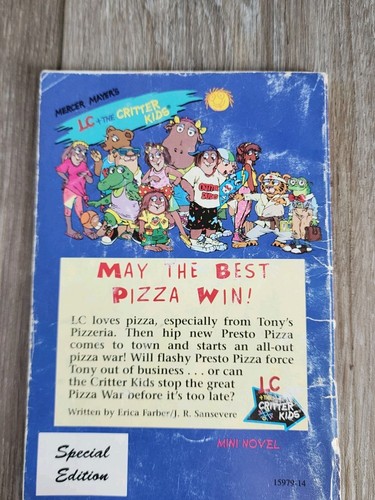 MERCER MAYER'S
LC + THE CRITTER KIDS
MAY THE BEST
PIZZA WIN!
LC loves pizza, especially from Tony's
Pizzeria. Then hip new Presto Pizza
comes to town and starts an all-out
pizza war! Will flashy Presto Pizza force
Tony out of business . . . or can
the Critter Kids stop the great
Pizza War before it's too late?
Written by Erica Farber/J. R. Sansevere
LC
+ THE
CRITTER
KIDS
MINI NOVEL
Special
Edition
15979-14